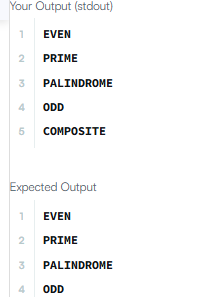 Your Output (stdout)
1 EVEN
2 PRIME
3 PALINDROME
4 ODD
5 COMPOSITE
Expected Output
1 EVEN
2 PRIME
3 PALINDROME
4 ODD